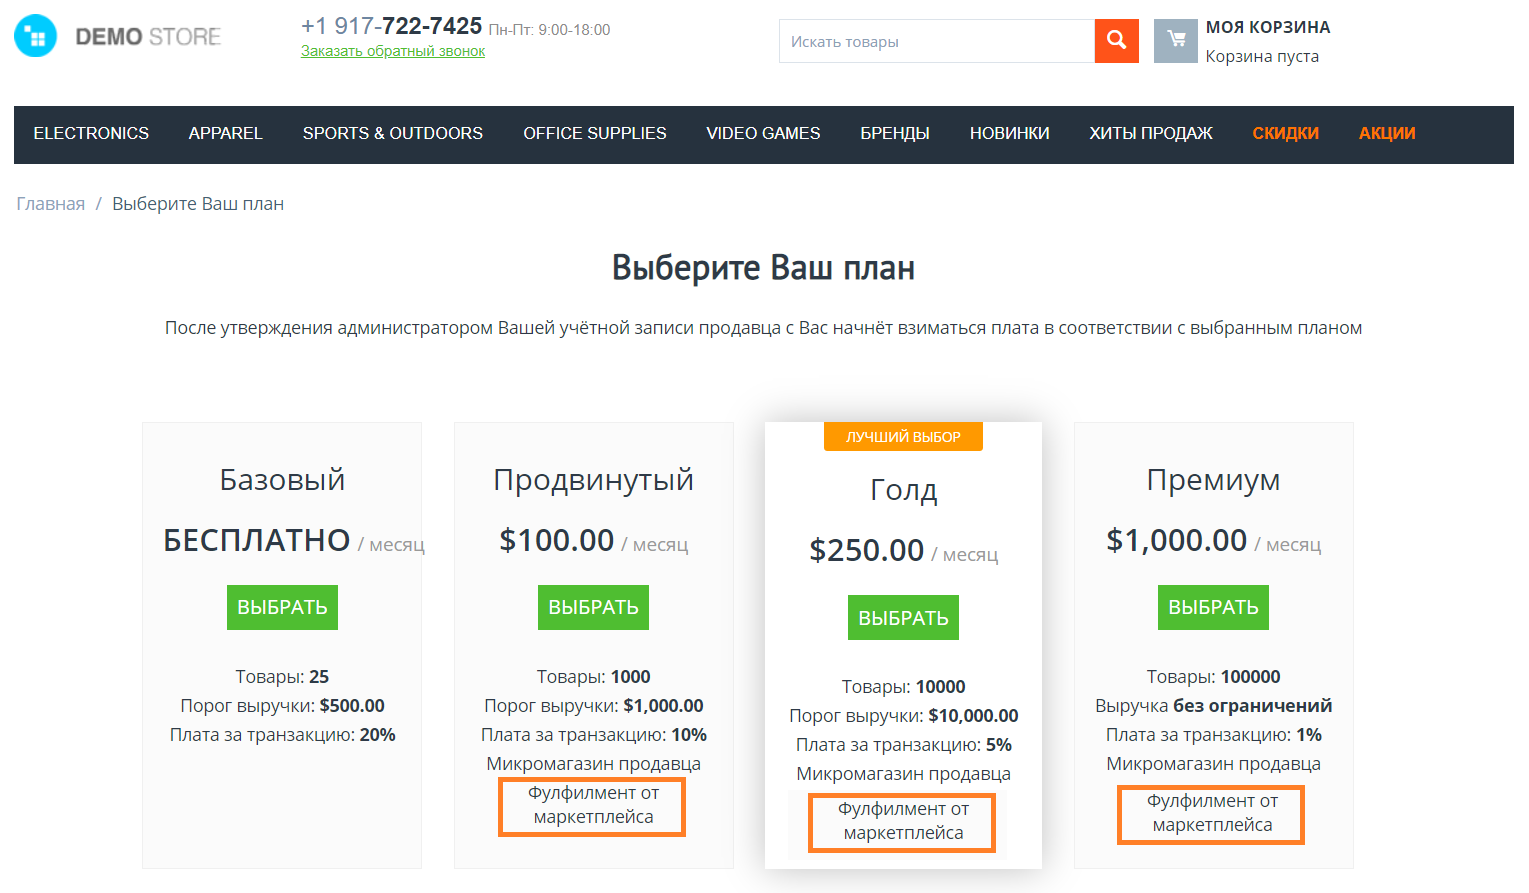 DEMO STORE
+1 917-722-7425 Пн-Пт: 9:00-18:00
Заказать обратный звонок
Искать товары
МОЯ КОРЗИНА
Корзина пуста
ELECTRONICS APPAREL SPORTS & OUTDOORS OFFICE SUPPLIES VIDEO GAMES БРЕНДЫ НОВИНКИ ХИТЫ ПРОДАЖ СКИДКИ АКЦИИ
Главная / Выберите Ваш план
Выберите Ваш план
После утверждения администратором Вашей учётной записи продавца с Вас начнёт взиматься плата в соответствии с выбранным планом
Базовый
БЕСПЛАТНО / месяц
ВЫБРАТЬ
Товары: 25
Порог выручки: $500.00
Плата за транзакцию: 20%
Продвинутый
$100.00 / месяц
ВЫБРАТЬ
Товары: 1000
Порог выручки: $1,000.00
Плата за транзакцию: 10%
Микромагазин продавца
Фулфилмент от
маркетплейса
ЛУЧШИЙ ВЫБОР
Голд
$250.00 / месяц
ВЫБРАТЬ
Товары: 10000
Порог выручки: $10,000.00
Плата за транзакцию: 5%
Микромагазин продавца
Фулфилмент от
маркетплейса
Премиум
$1,000.00 / месяц
ВЫБРАТЬ
Товары: 100000
Выручка без ограничений
Плата за транзакцию: 1%
Микромагазин продавца
Фулфилмент от
маркетплейса